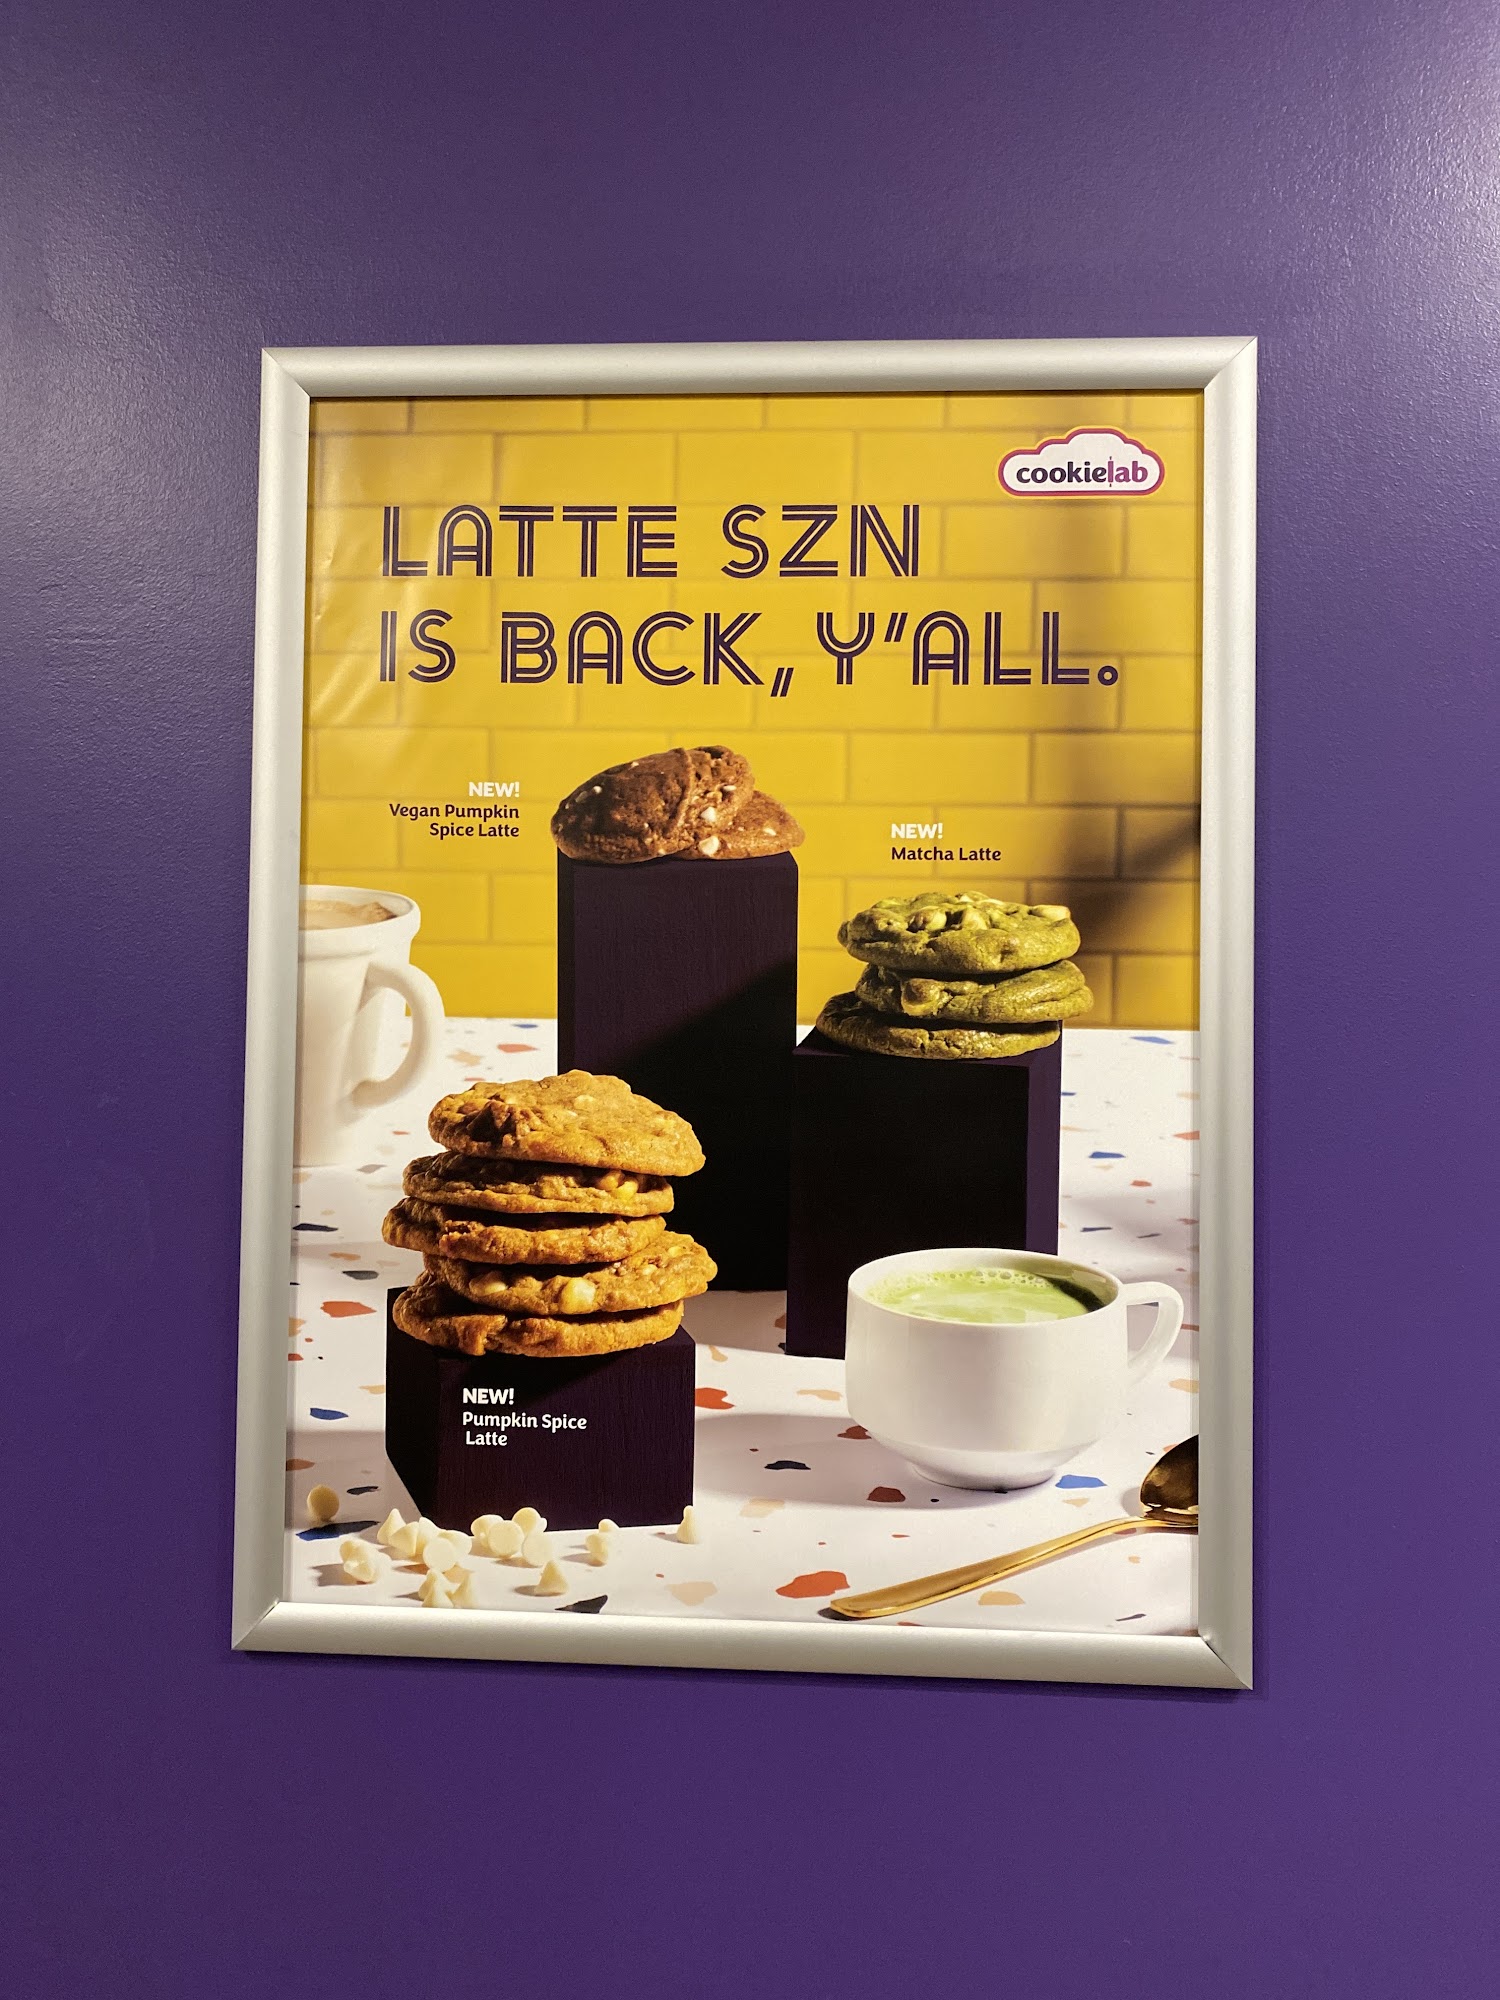 cookielab
LATTE SZN
IS BACK, Y'ALL.
NEW!
Vegan Pumpkin
Spice Latte
NEW!
Matcha Latte
NEW!
Pumpkin Spice
Latte